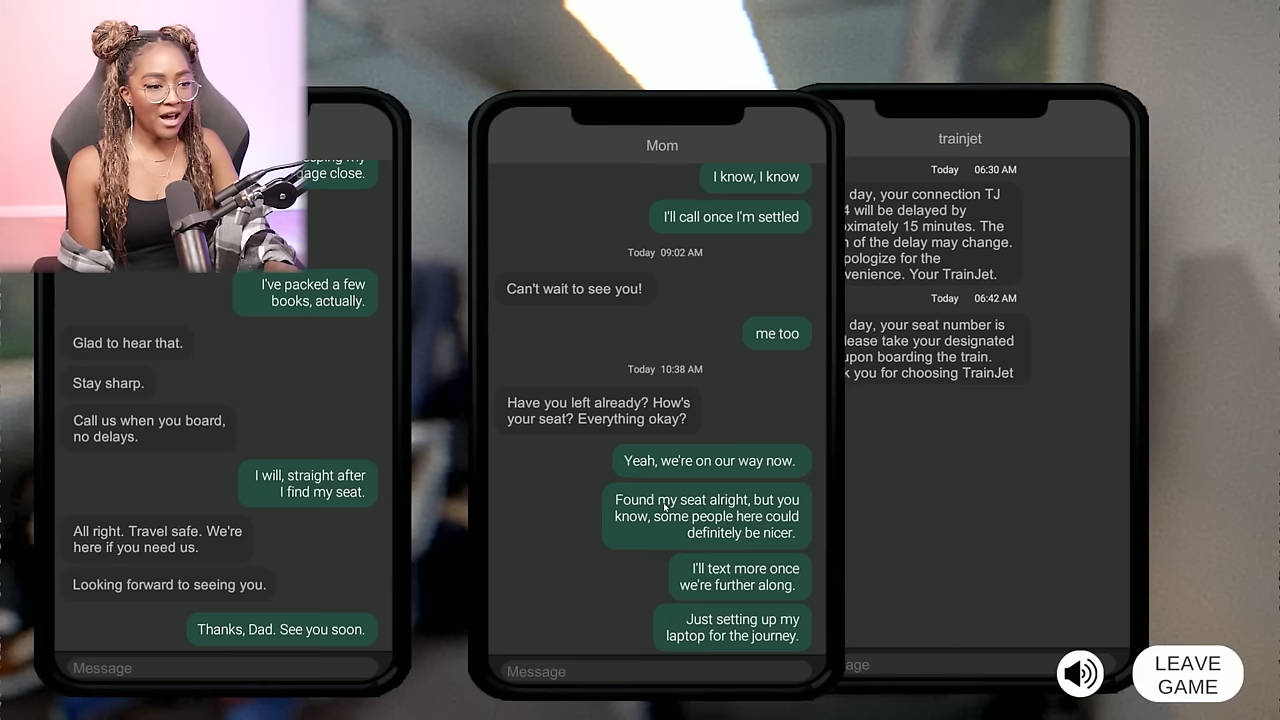 age close.
I've packed a few
books, actually.
Glad to hear that.
Stay sharp.
Call us when you board,
no delays.
I will, straight after
I find my seat.
All right. Travel safe. We're
here if you need us.
Looking forward to seeing you.
Thanks, Dad. See you soon.
Message
Mom
I know, I know
I'll call once I'm settled
Today 09:02 AM
Can't wait to see you!
me too
Today 10:38 AM
Have you left already? How's
your seat? Everything okay?
Yeah, we're on our way now.
Found my seat alright, but you
know, some people here could
definitely be nicer.
I'll text more once
we're further along.
Just setting up my
laptop for the journey.
Message
trainjet
Today 06:30 AM
day, your connection TJ
4 will be delayed by
ximately 15 minutes. The
n of the delay may change.
pologize for the
venience. Your TrainJet.
Today 06:42 AM
day, your seat number is
lease take your designated
upon boarding the train.
k you for choosing TrainJet
age
LEAVE
GAME